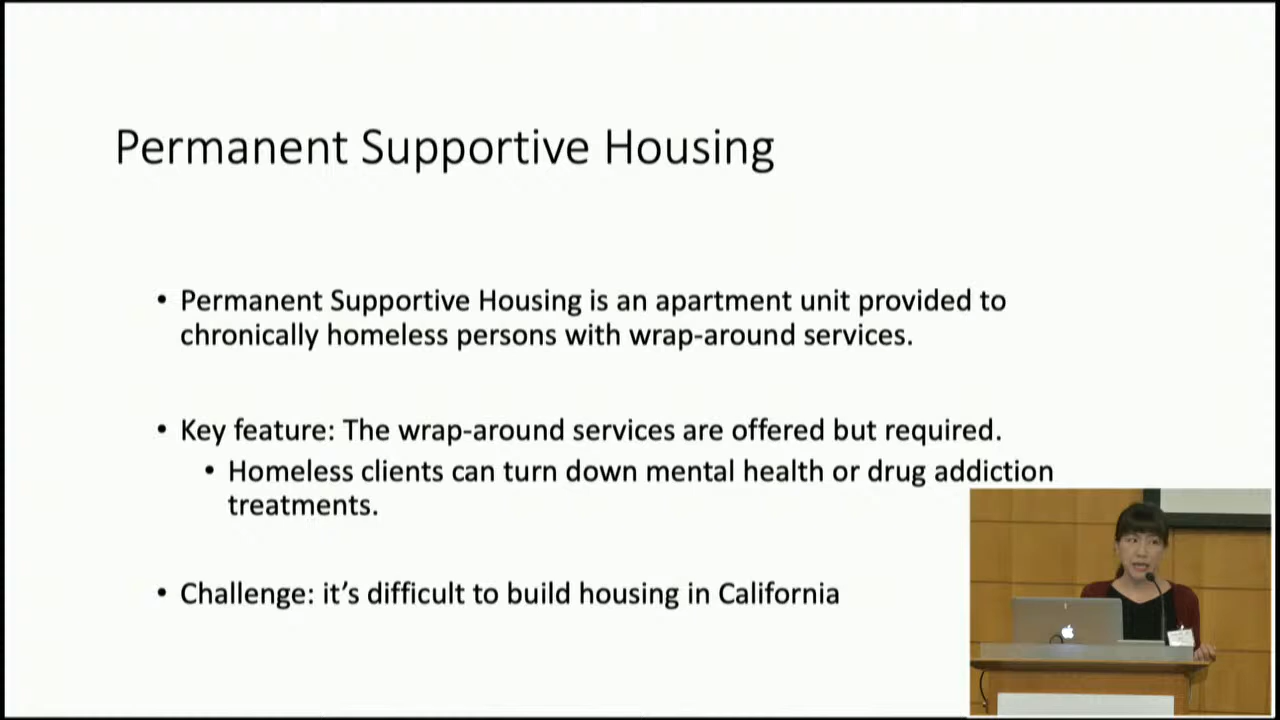 Permanent Supportive Housing
• Permanent Supportive Housing is an apartment unit provided to
chronically homeless persons with wrap-around services.
• Key feature: The wrap-around services are offered but required.
• Homeless clients can turn down mental health or drug addiction
treatments.
• Challenge: it’s difficult to build housing in California